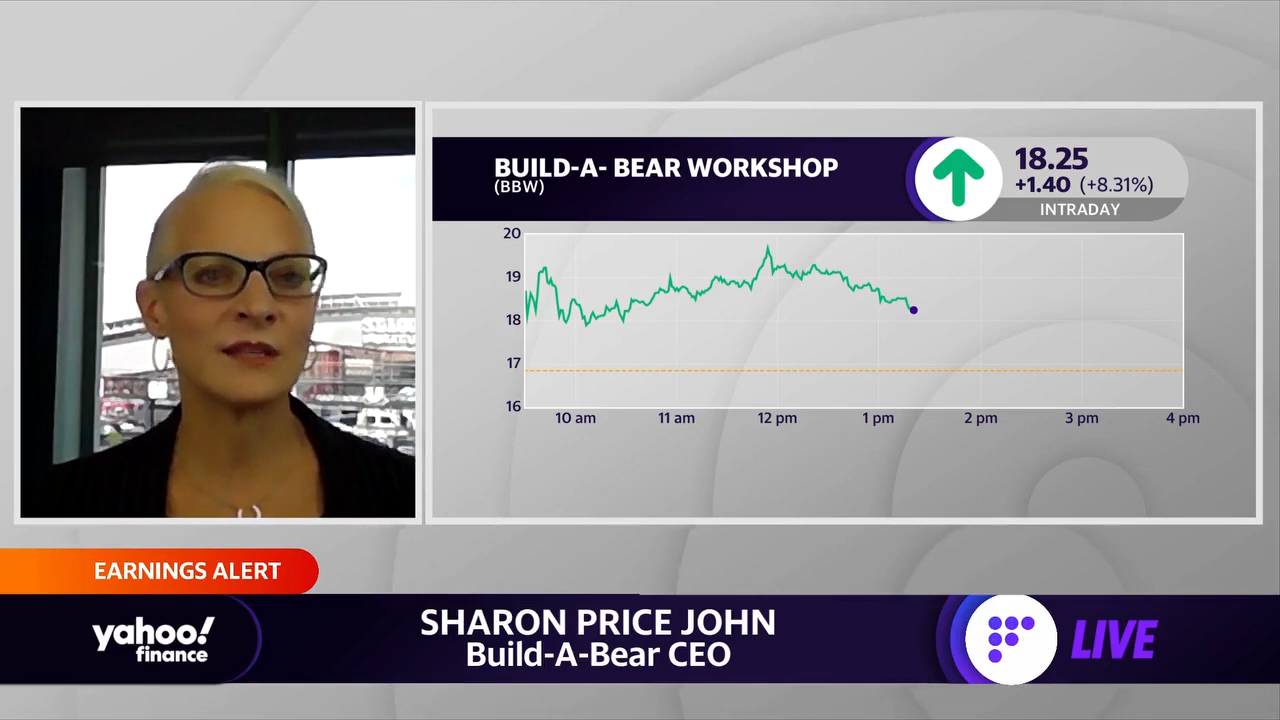 BUILD-A- BEAR WORKSHOP
(BBW)
18.25
+1.40 (+8.31%)
INTRADAY
20
19
18
17
16
10 am 11 am 12 pm 1 pm 2 pm 3 pm 4 pm
EARNINGS ALERT
yahoo!
finance
SHARON PRICE JOHN
Build-A-Bear CEO
LIVE